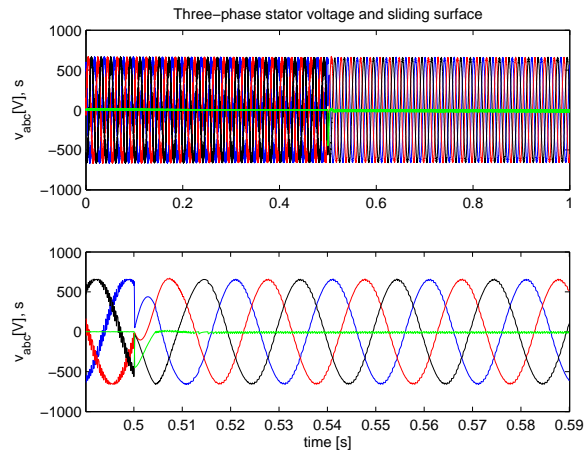 Three−phase stator voltage and sliding surface
v_abc[V], s
1000
500
0
−500
−1000
0 0.2 0.4 0.6 0.8 1
v_abc[V], s
1000
500
0
−500
−1000
0.5 0.51 0.52 0.53 0.54 0.55 0.56 0.57 0.58 0.59
time [s]